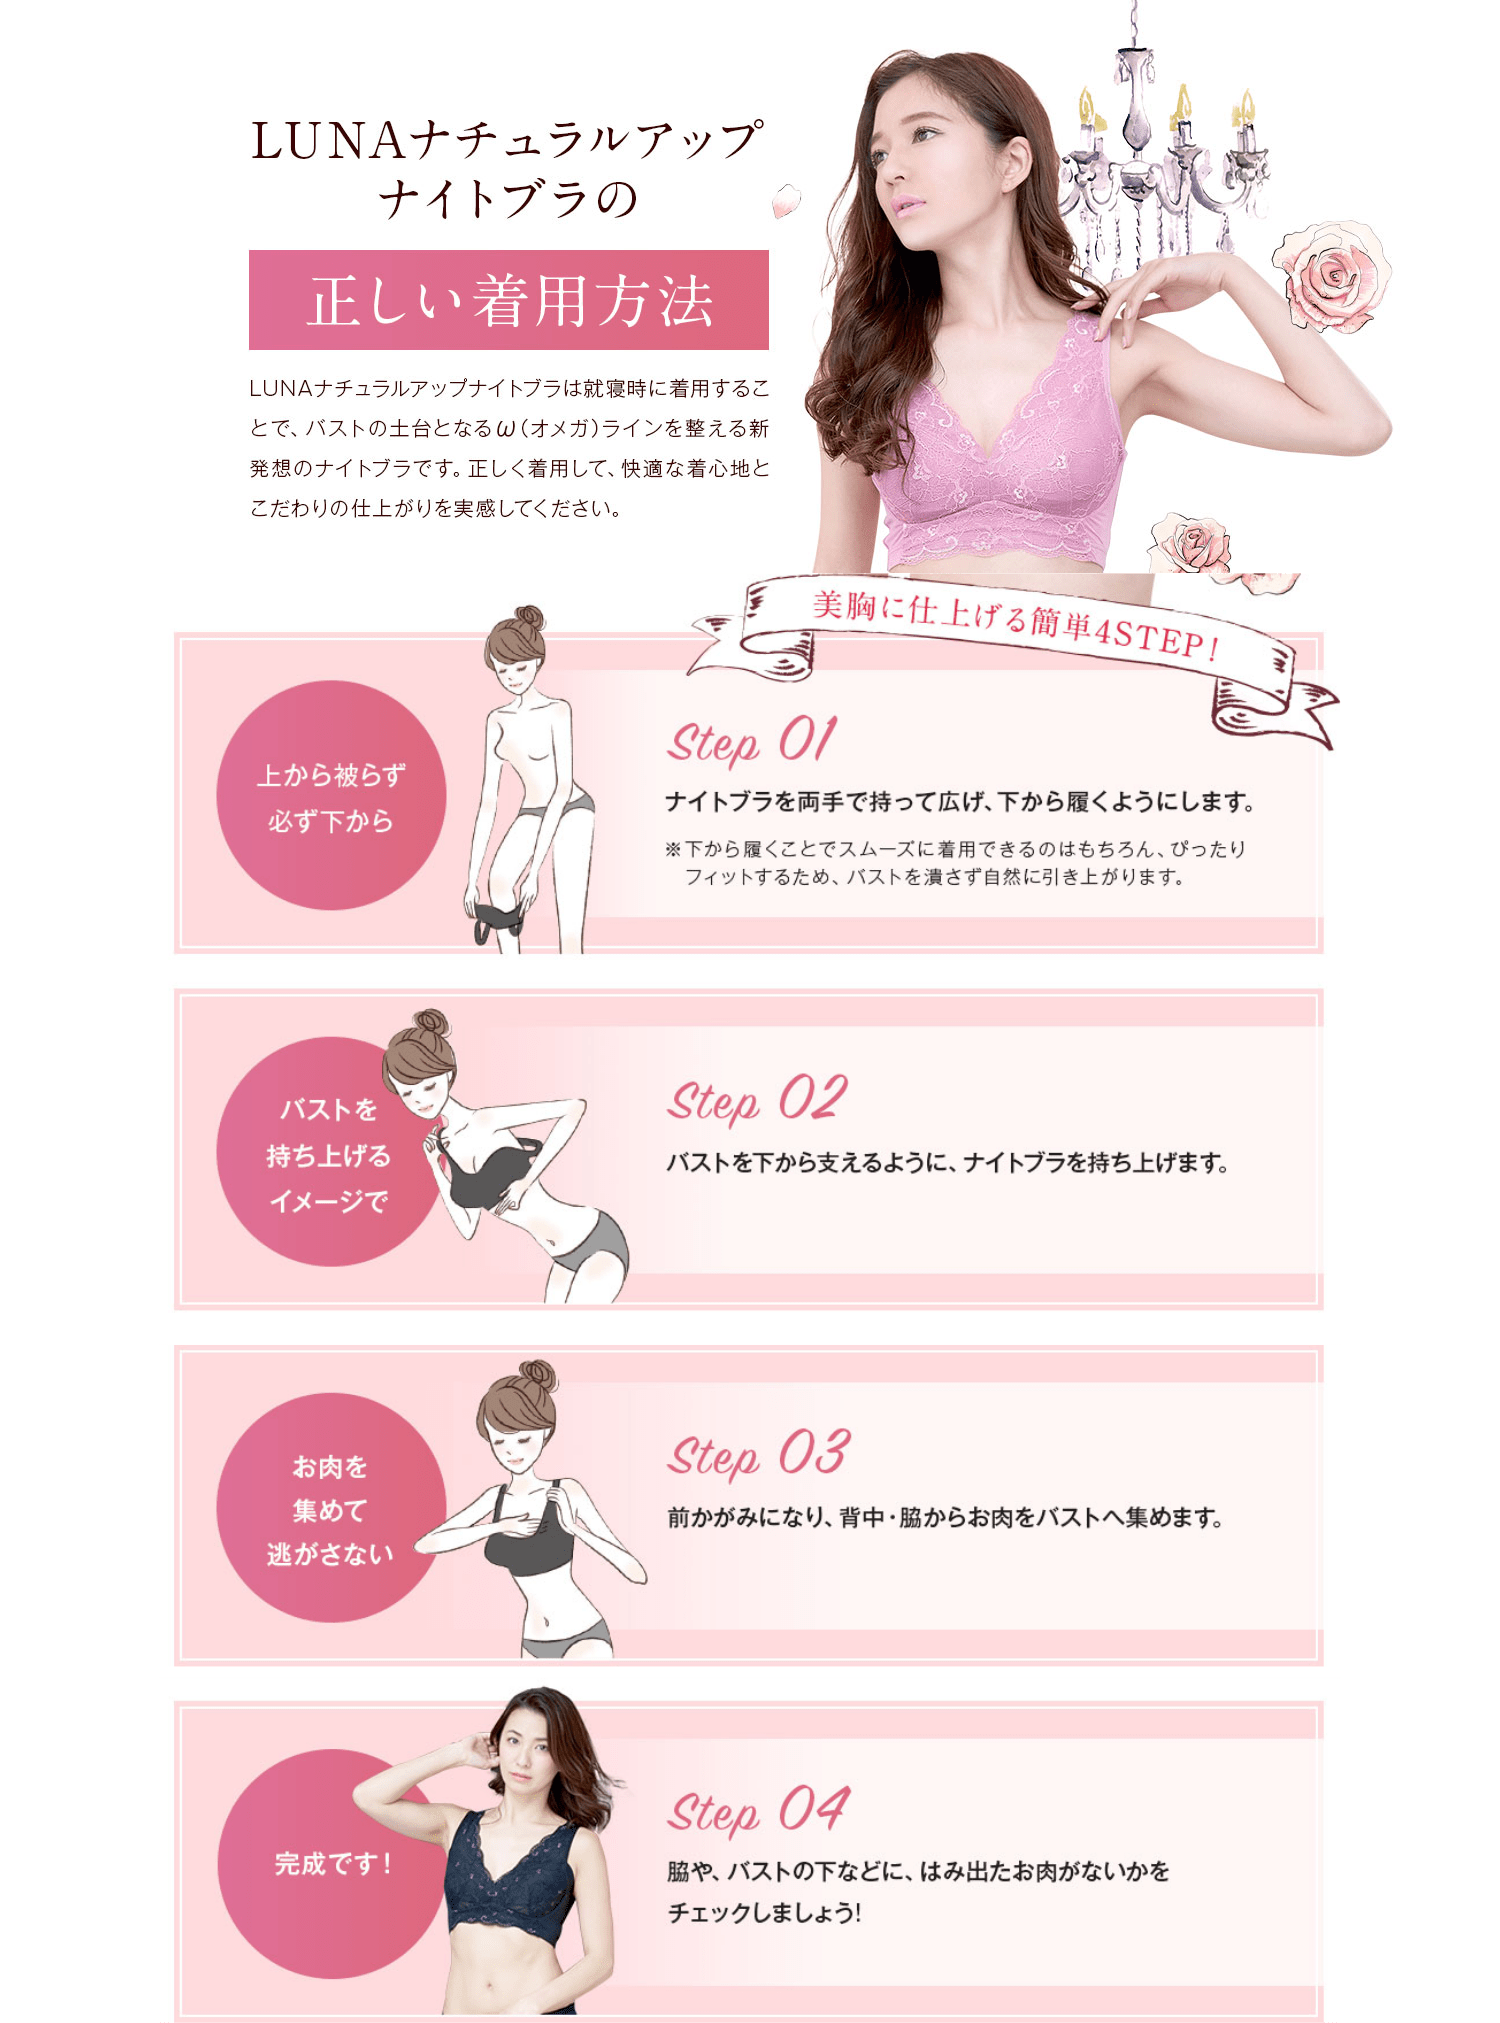 LUNAナチュラルアップ
ナイトブラの
正しい着用方法
LUNAナチュラルアップナイトブラは就寝時に着用するこ
とで、バストの土台となるω(オメガ)ラインを整える新
発想のナイトブラです。正しく着用して、快適な着心地と
こだわりの仕上がりを実感してください。
美胸に仕上げる簡単4STEP!
上から被らず
必ず下から
Step 01
ナイトブラを両手で持って広げ、下から履くようにします。
※下から履くことでスムーズに着用できるのはもちろん、ぴったり
フィットするため、バストを潰さず自然に引き上がります。
バストを
持ち上げる
イメージで
Step 02
バストを下から支えるように、ナイトブラを持ち上げます。
お肉を
集めて
逃がさない
Step 03
前かがみになり、背中・脇からお肉をバストへ集めます。
完成です!
Step 04
脇や、バストの下などに、はみ出たお肉がないかを
チェックしましょう!